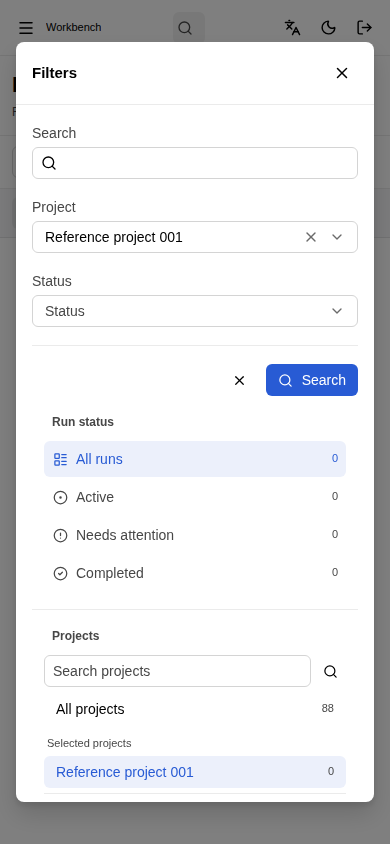 Workbench
Filters
Search
Project
Reference project 001
Status
Status
Search
Run status
All runs 0
Active 0
Needs attention 0
Completed 0
Projects
Search projects
All projects 88
Selected projects
Reference project 001 0